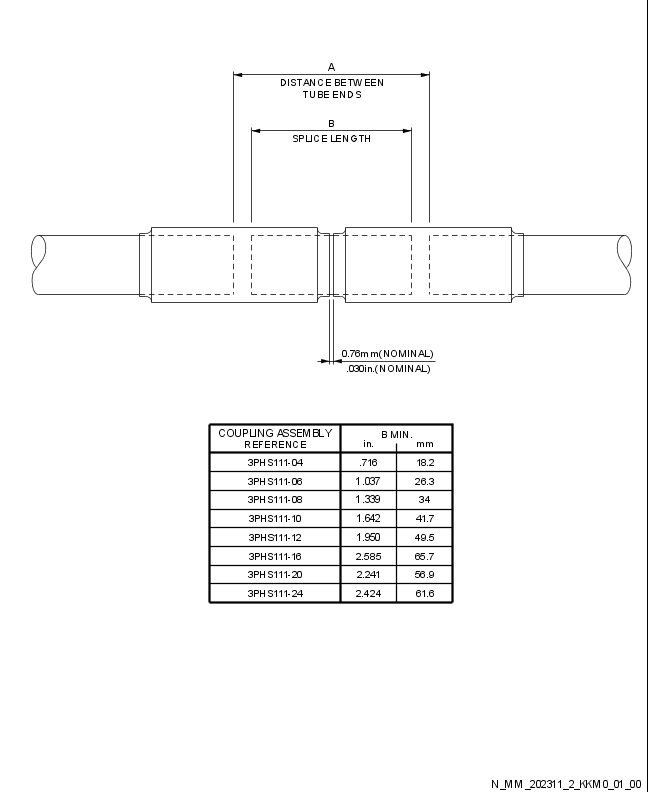 A
DISTANCE BETWEEN
TUBE ENDS
B
SPLICE LENGTH
0.76mm(NOMINAL)
.030in.(NOMINAL)
COUPLING ASSEMBLY REFERENCE B MIN.
in. mm
3PHS111-04 .716 18.2
3PHS111-06 1.037 26.3
3PHS111-08 1.339 34
3PHS111-10 1.642 41.7
3PHS111-12 1.950 49.5
3PHS111-16 2.585 65.7
3PHS111-20 2.241 56.9
3PHS111-24 2.424 61.6
N_MM_202311_2_KKM0_01_00